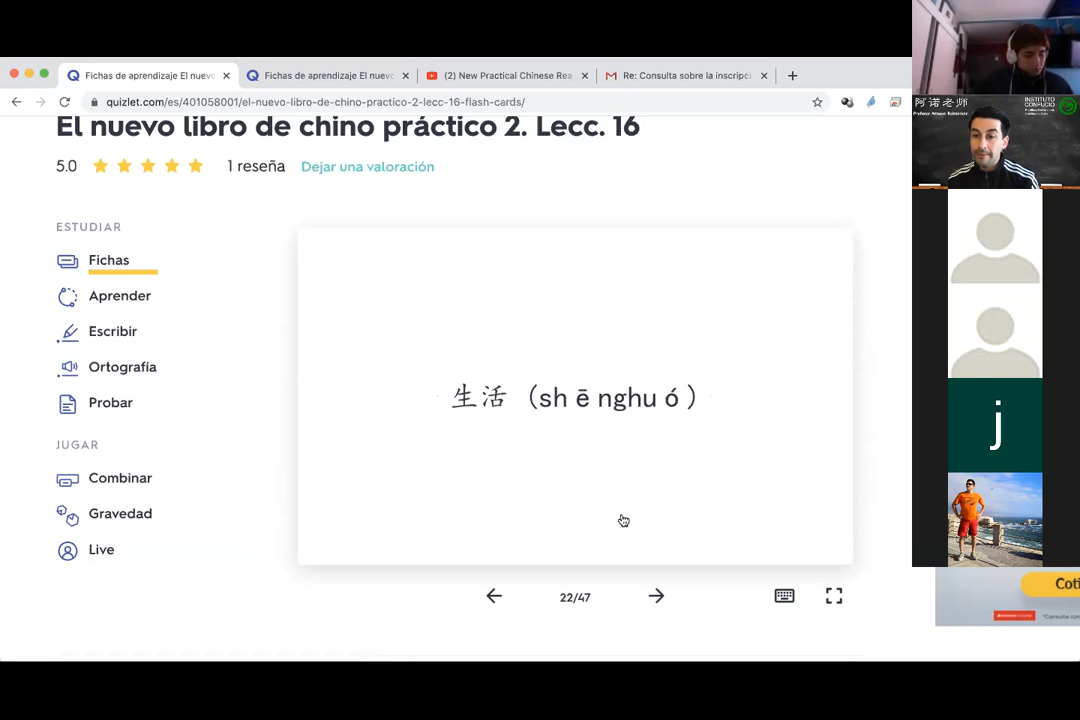 Fichas de aprendizaje El nuev
Fichas de aprendizaje El nuev
(2) New Practical Chinese Rea
Re: Consulta sobre la inscripci
quizlet.com/es/401058001/el-nuevo-libro-de-chino-practico-2-lecc-16-flash-cards/
El nuevo libro de chino práctico 2. Lecc. 16
5.0
1 reseña
Dejar una valoración
ESTUDIAR
Fichas
Aprender
Escribir
Ortografía
Probar
JUGAR
Combinar
Gravedad
Live
生活（sh ē nghu ó）
22/47
阿诺老师
INSTITUTO
CONFUCIO
j
Coti